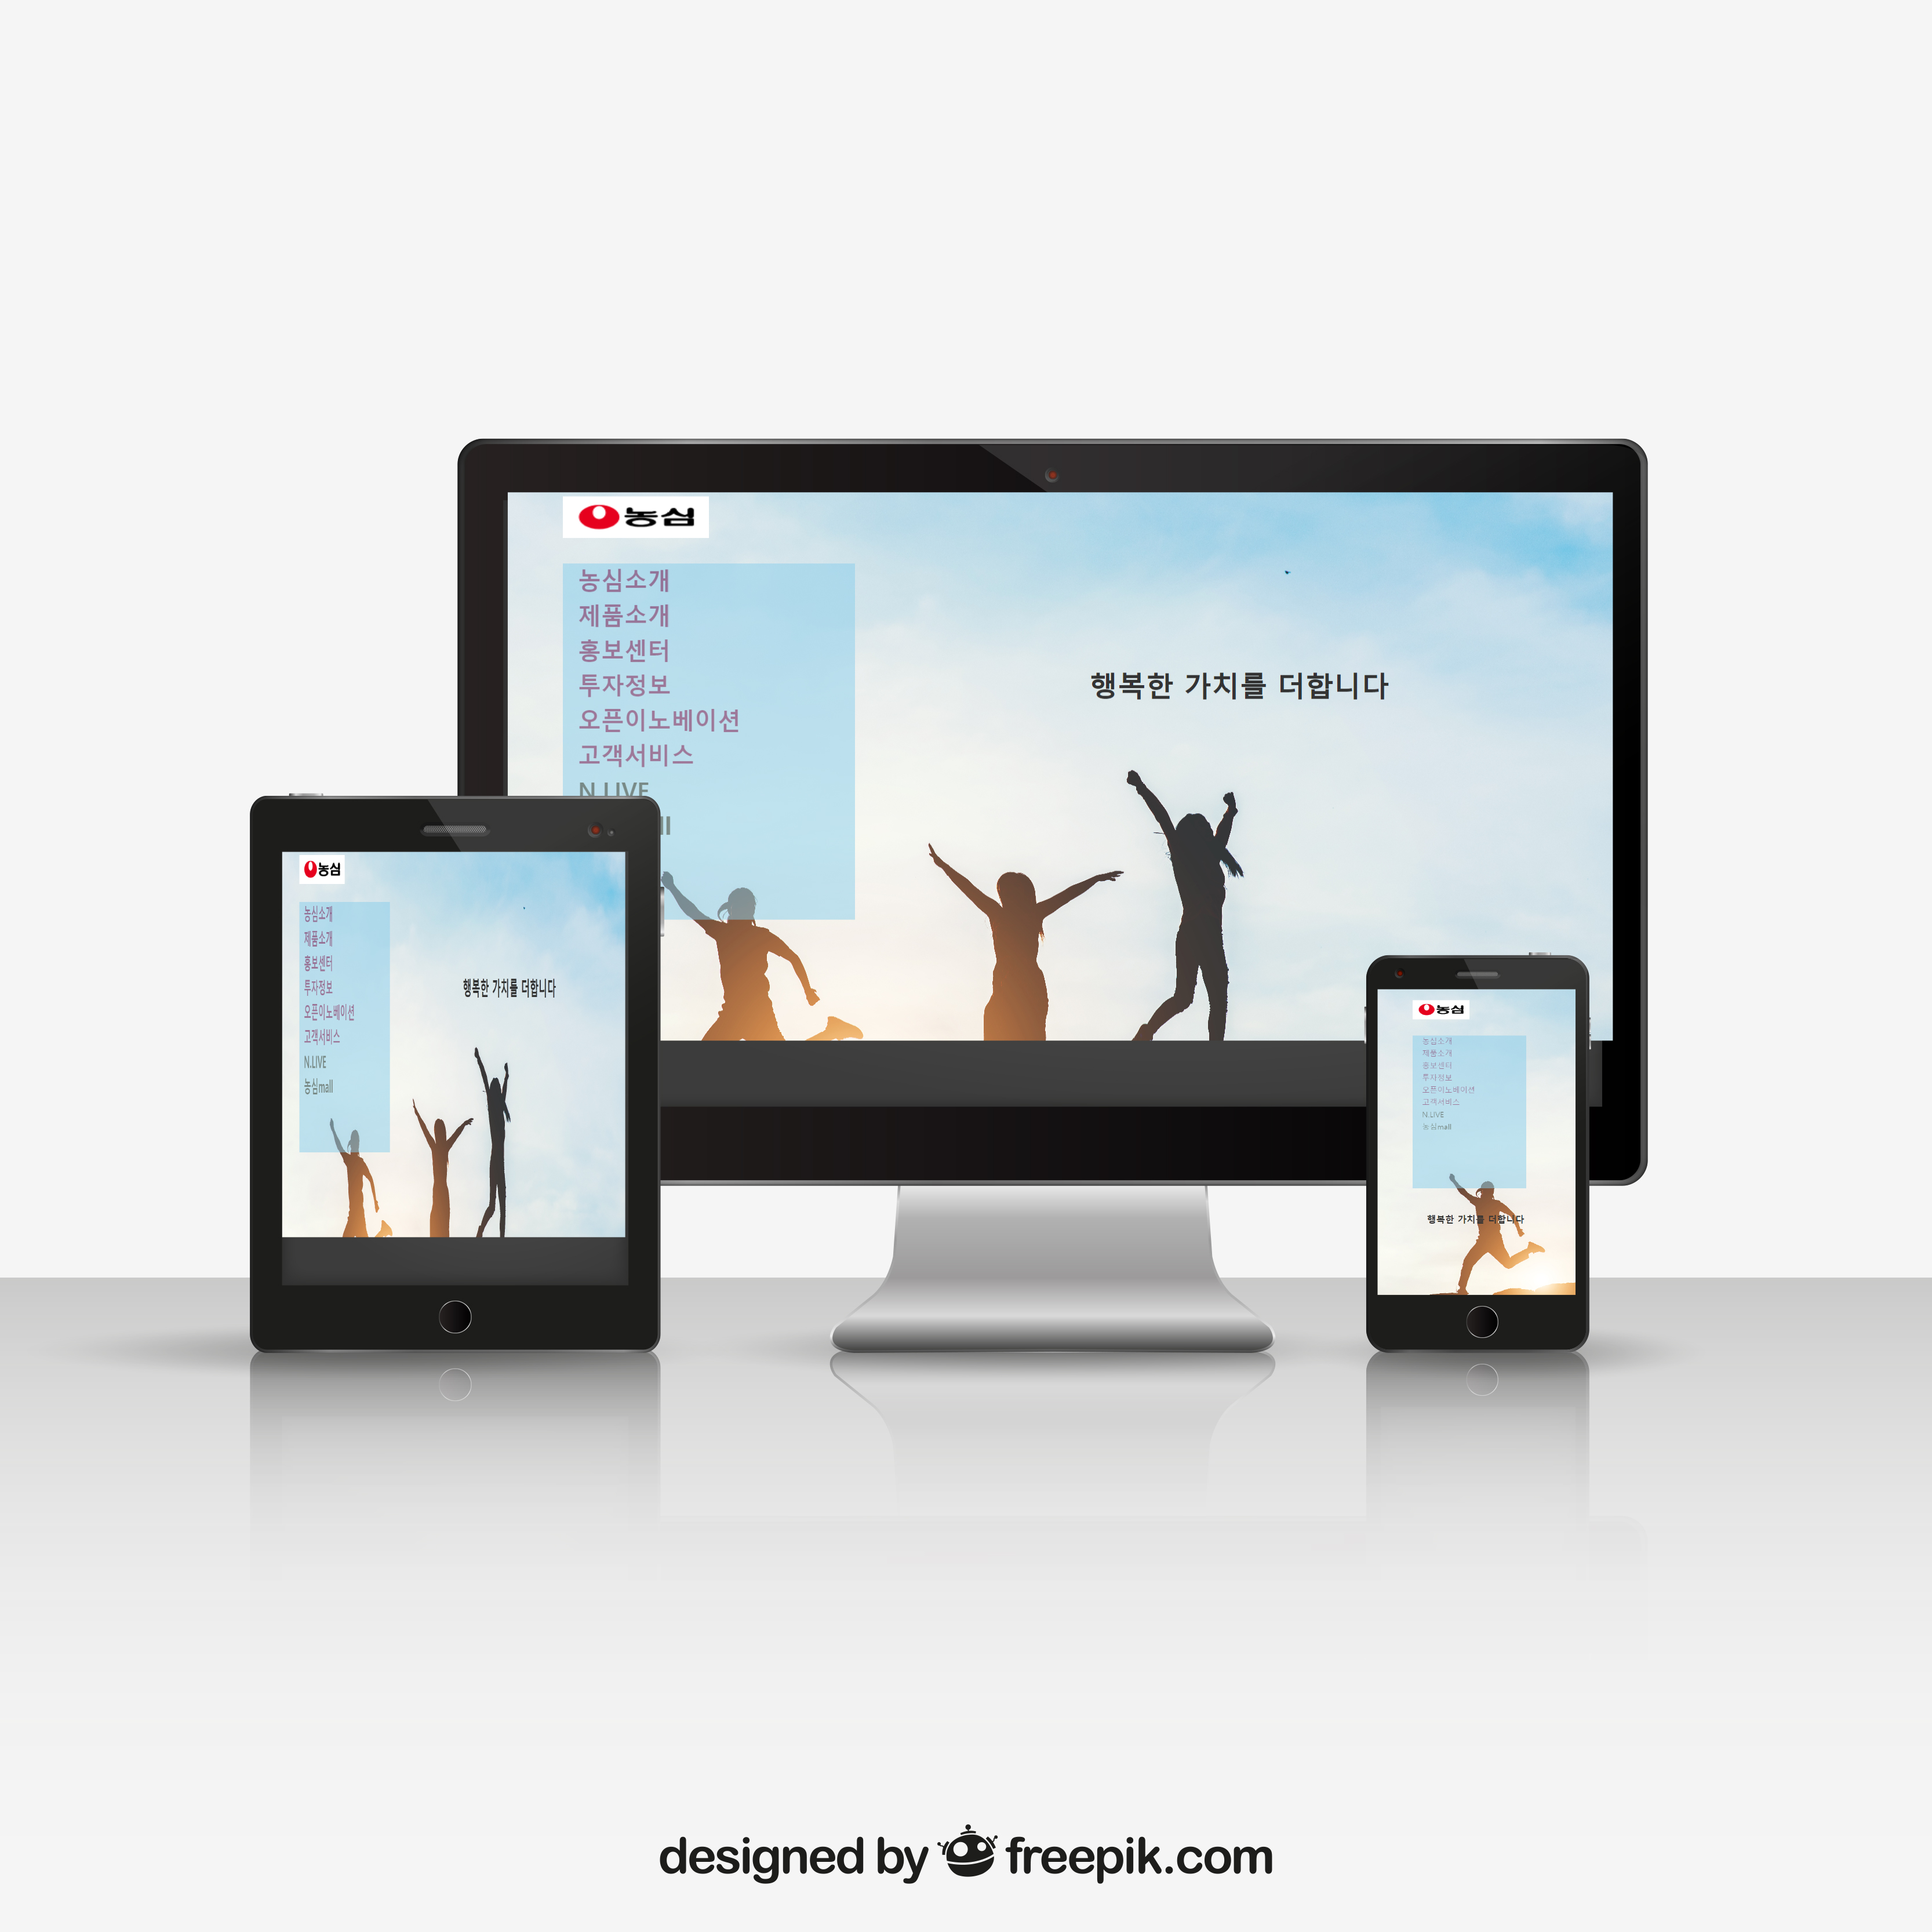 농심
농심소개
제품소개
홍보센터
투자정보
오픈이노베이션
고객서비스
N.LIVE
행복한 가치를 더합니다
농심
농심소개
제품소개
홍보센터
투자정보
오픈이노베이션
고객서비스
N.LIVE
농심mall
행복한 가치를 더합니다
농심
농심소개
제품소개
홍보센터
투자정보
오픈이노베이션
고객서비스
N.LIVE
농심mall
행복한 가치를 더합니다
designed by freepik.com